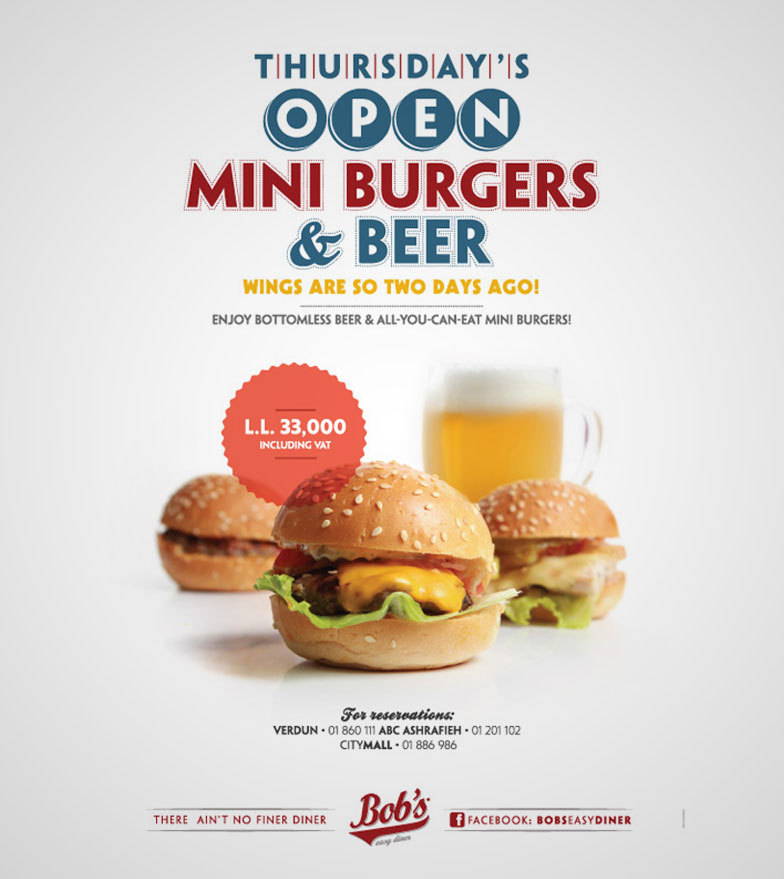 THURSDAY'S
OPEN
MINI BURGERS
& BEER
WINGS ARE SO TWO DAYS AGO!
ENJOY BOTTOMLESS BEER & ALL-YOU-CAN-EAT MINI BURGERS!
L.L. 33,000
INCLUDING VAT
For reservations:
VERDUN • 01 860 111 ABC ASHRAFIEH • 01 201 102
CITYMALL • 01 886 986
THERE AIN'T NO FINER DINER
Bob's
easy diner
f FACEBOOK: BOBSEASYDINER